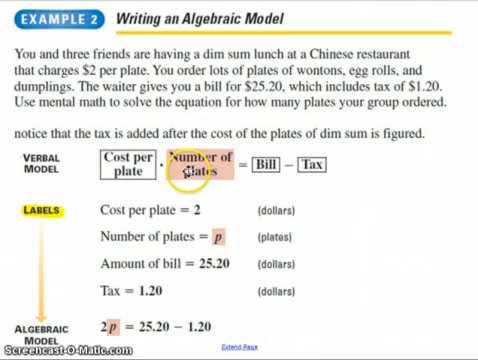 EXAMPLE 2 Writing an Algebraic Model
You and three friends are having a dim sum lunch at a Chinese restaurant
that charges $2 per plate. You order lots of plates of wontons, egg rolls, and
dumplings. The waiter gives you a bill for $25.20, which includes tax of $1.20.
Use mental math to solve the equation for how many plates your group ordered.
notice that the tax is added after the cost of the plates of dim sum is figured.
VERBAL MODEL Cost per plate · Number of plates = Bill − Tax
LABELS Cost per plate = 2 (dollars)
Number of plates = p (plates)
Amount of bill = 25.20 (dollars)
Tax = 1.20 (dollars)
ALGEBRAIC MODEL 2p = 25.20 − 1.20
Extend Page
Screencast-O-Matic.com